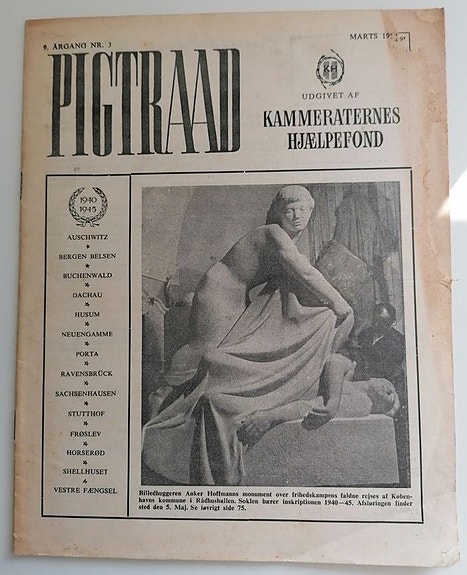 9. ÅRGANG NR. 3
MARTS
PIGTRAAD
KH
UDGIVET AF
KAMMERATERNES
HJÆLPEFOND
1940
1945
AUSCHWITZ
BERGEN BELSEN
BUCHENWALD
DACHAU
HUSUM
NEUENGAMME
PORTA
RAVENSBRÜCK
SACHSENHAUSEN
STUTTHOF
FRØSLEV
HORSERØD
SHELLHUSET
VESTRE FÆNGSEL
Billedhuggeren Anker Hoffmanns monument over frihedskampens faldne rejses af Køben-
havns kommune i Rådhushallen. Soklen bærer inskriptionen 1940—45. Afsløringen finder
sted den 5. Maj. Se iøvrigt side 75.